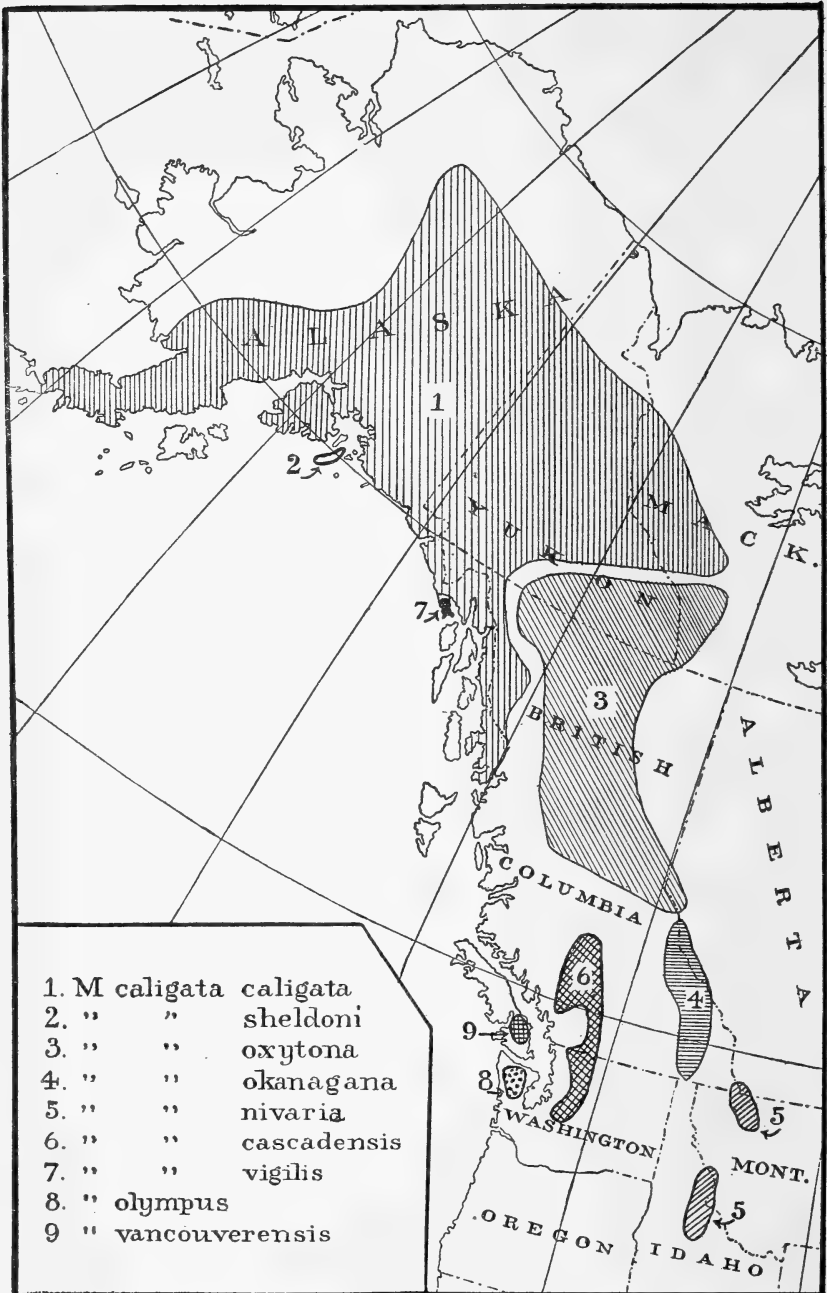 ALASKA
1
2
YUKON
MACK.
7
3
BRITISH
ALBERTA
COLUMBIA
6
4
9
8
WASHINGTON
5
MONT.
5
OREGON
IDAHO
1. M caligata caligata
2. " " sheldoni
3. " " oxytona
4. " " okanagana
5. " " nivaria
6. " " cascadensis
7. " " vigilis
8. " olympus
9 " vancouverensis